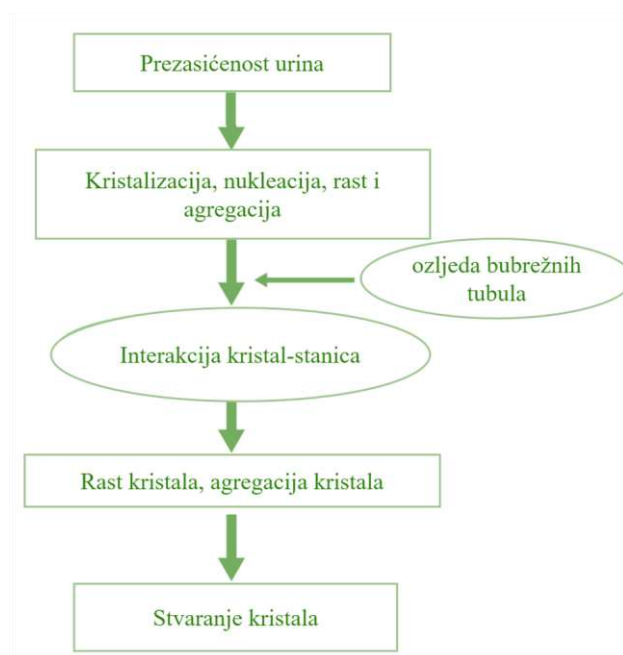 Prezasićenost urina
Kristalizacija, nukleacija, rast i
agregacija
ozljeda bubrežnih
tubula
Interakcija kristal-stanica
Rast kristala, agregacija kristala
Stvaranje kristala